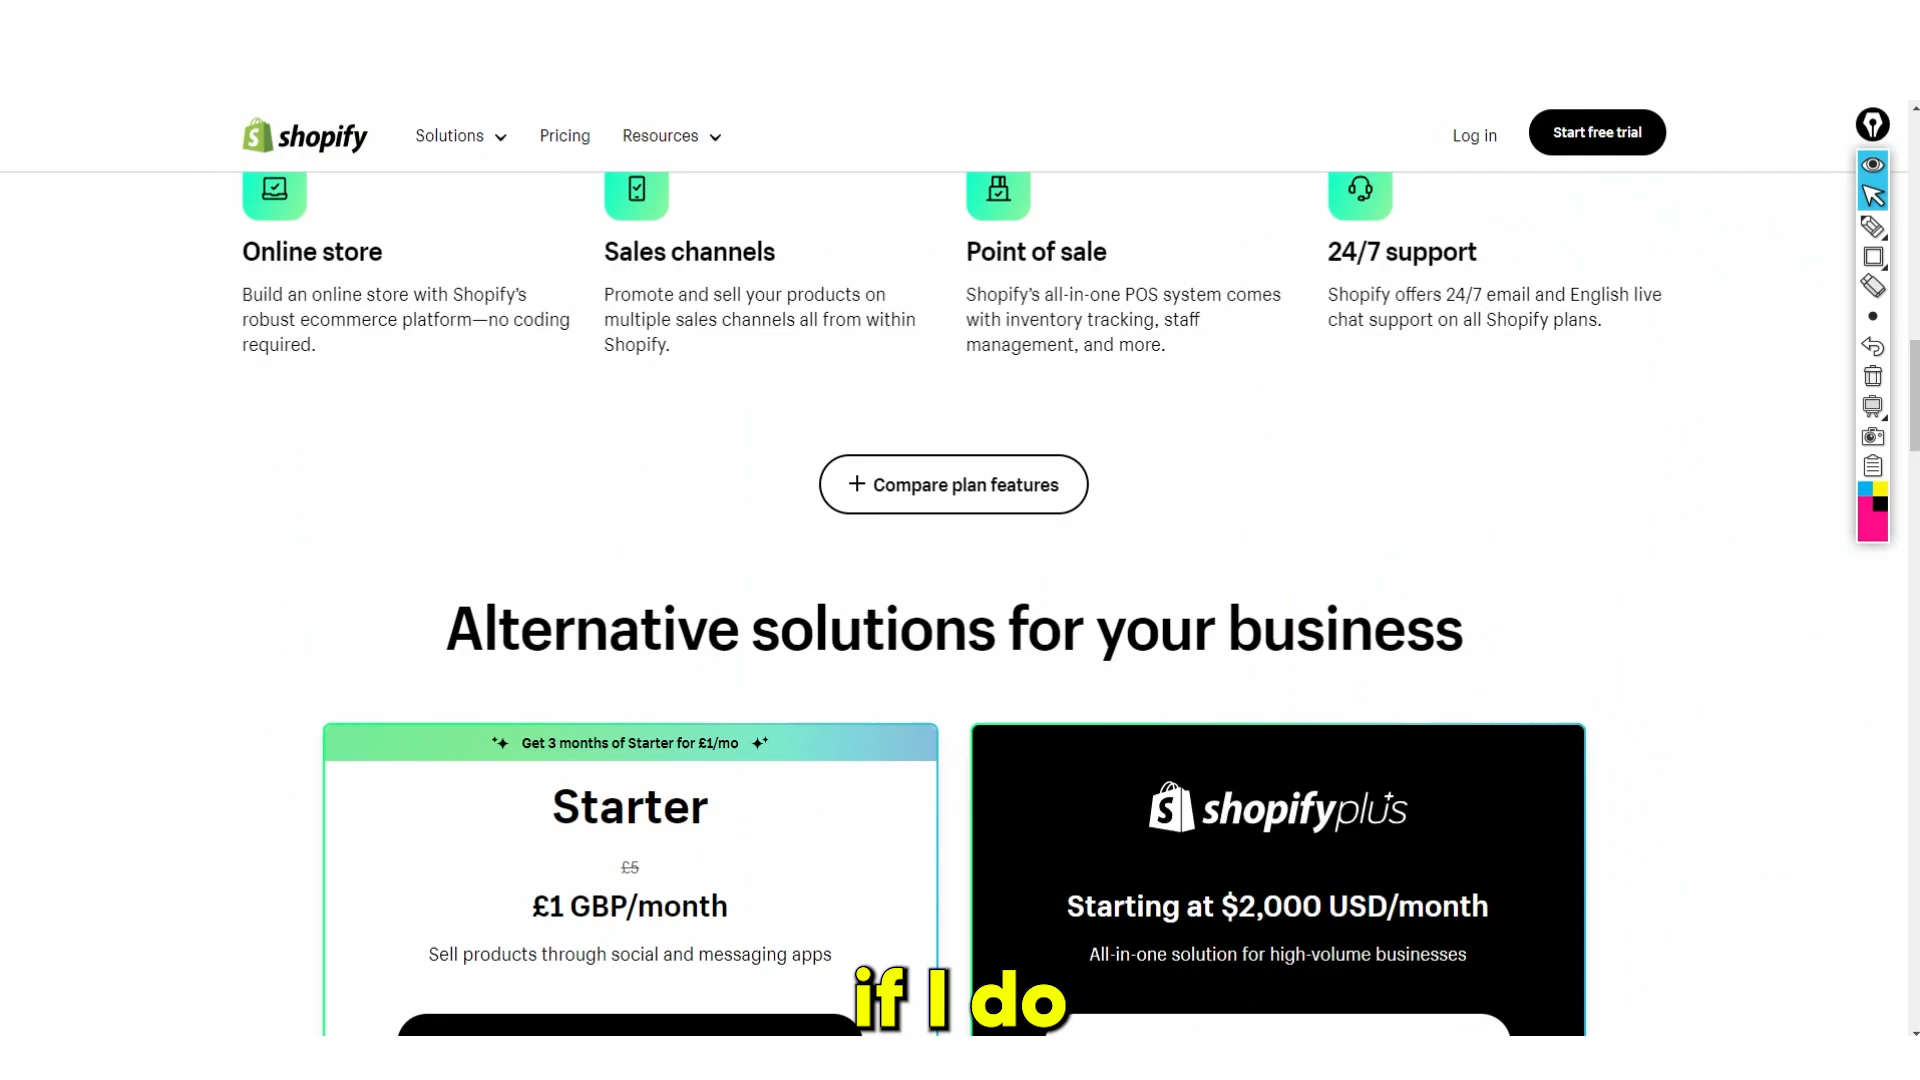 shopify
Solutions
Pricing
Resources
Log in
Start free trial
Online store
Build an online store with Shopify's
robust ecommerce platform—no coding
required.
Sales channels
Promote and sell your products on
multiple sales channels all from within
Shopify.
Point of sale
Shopify's all-in-one POS system comes
with inventory tracking, staff
management, and more.
24/7 support
Shopify offers 24/7 email and English live
chat support on all Shopify plans.
+ Compare plan features
Alternative solutions for your business
Get 3 months of Starter for £1/mo
Starter
£5
£1 GBP/month
Sell products through social and messaging apps
shopifyplus
Starting at $2,000 USD/month
All-in-one solution for high-volume businesses
if I do